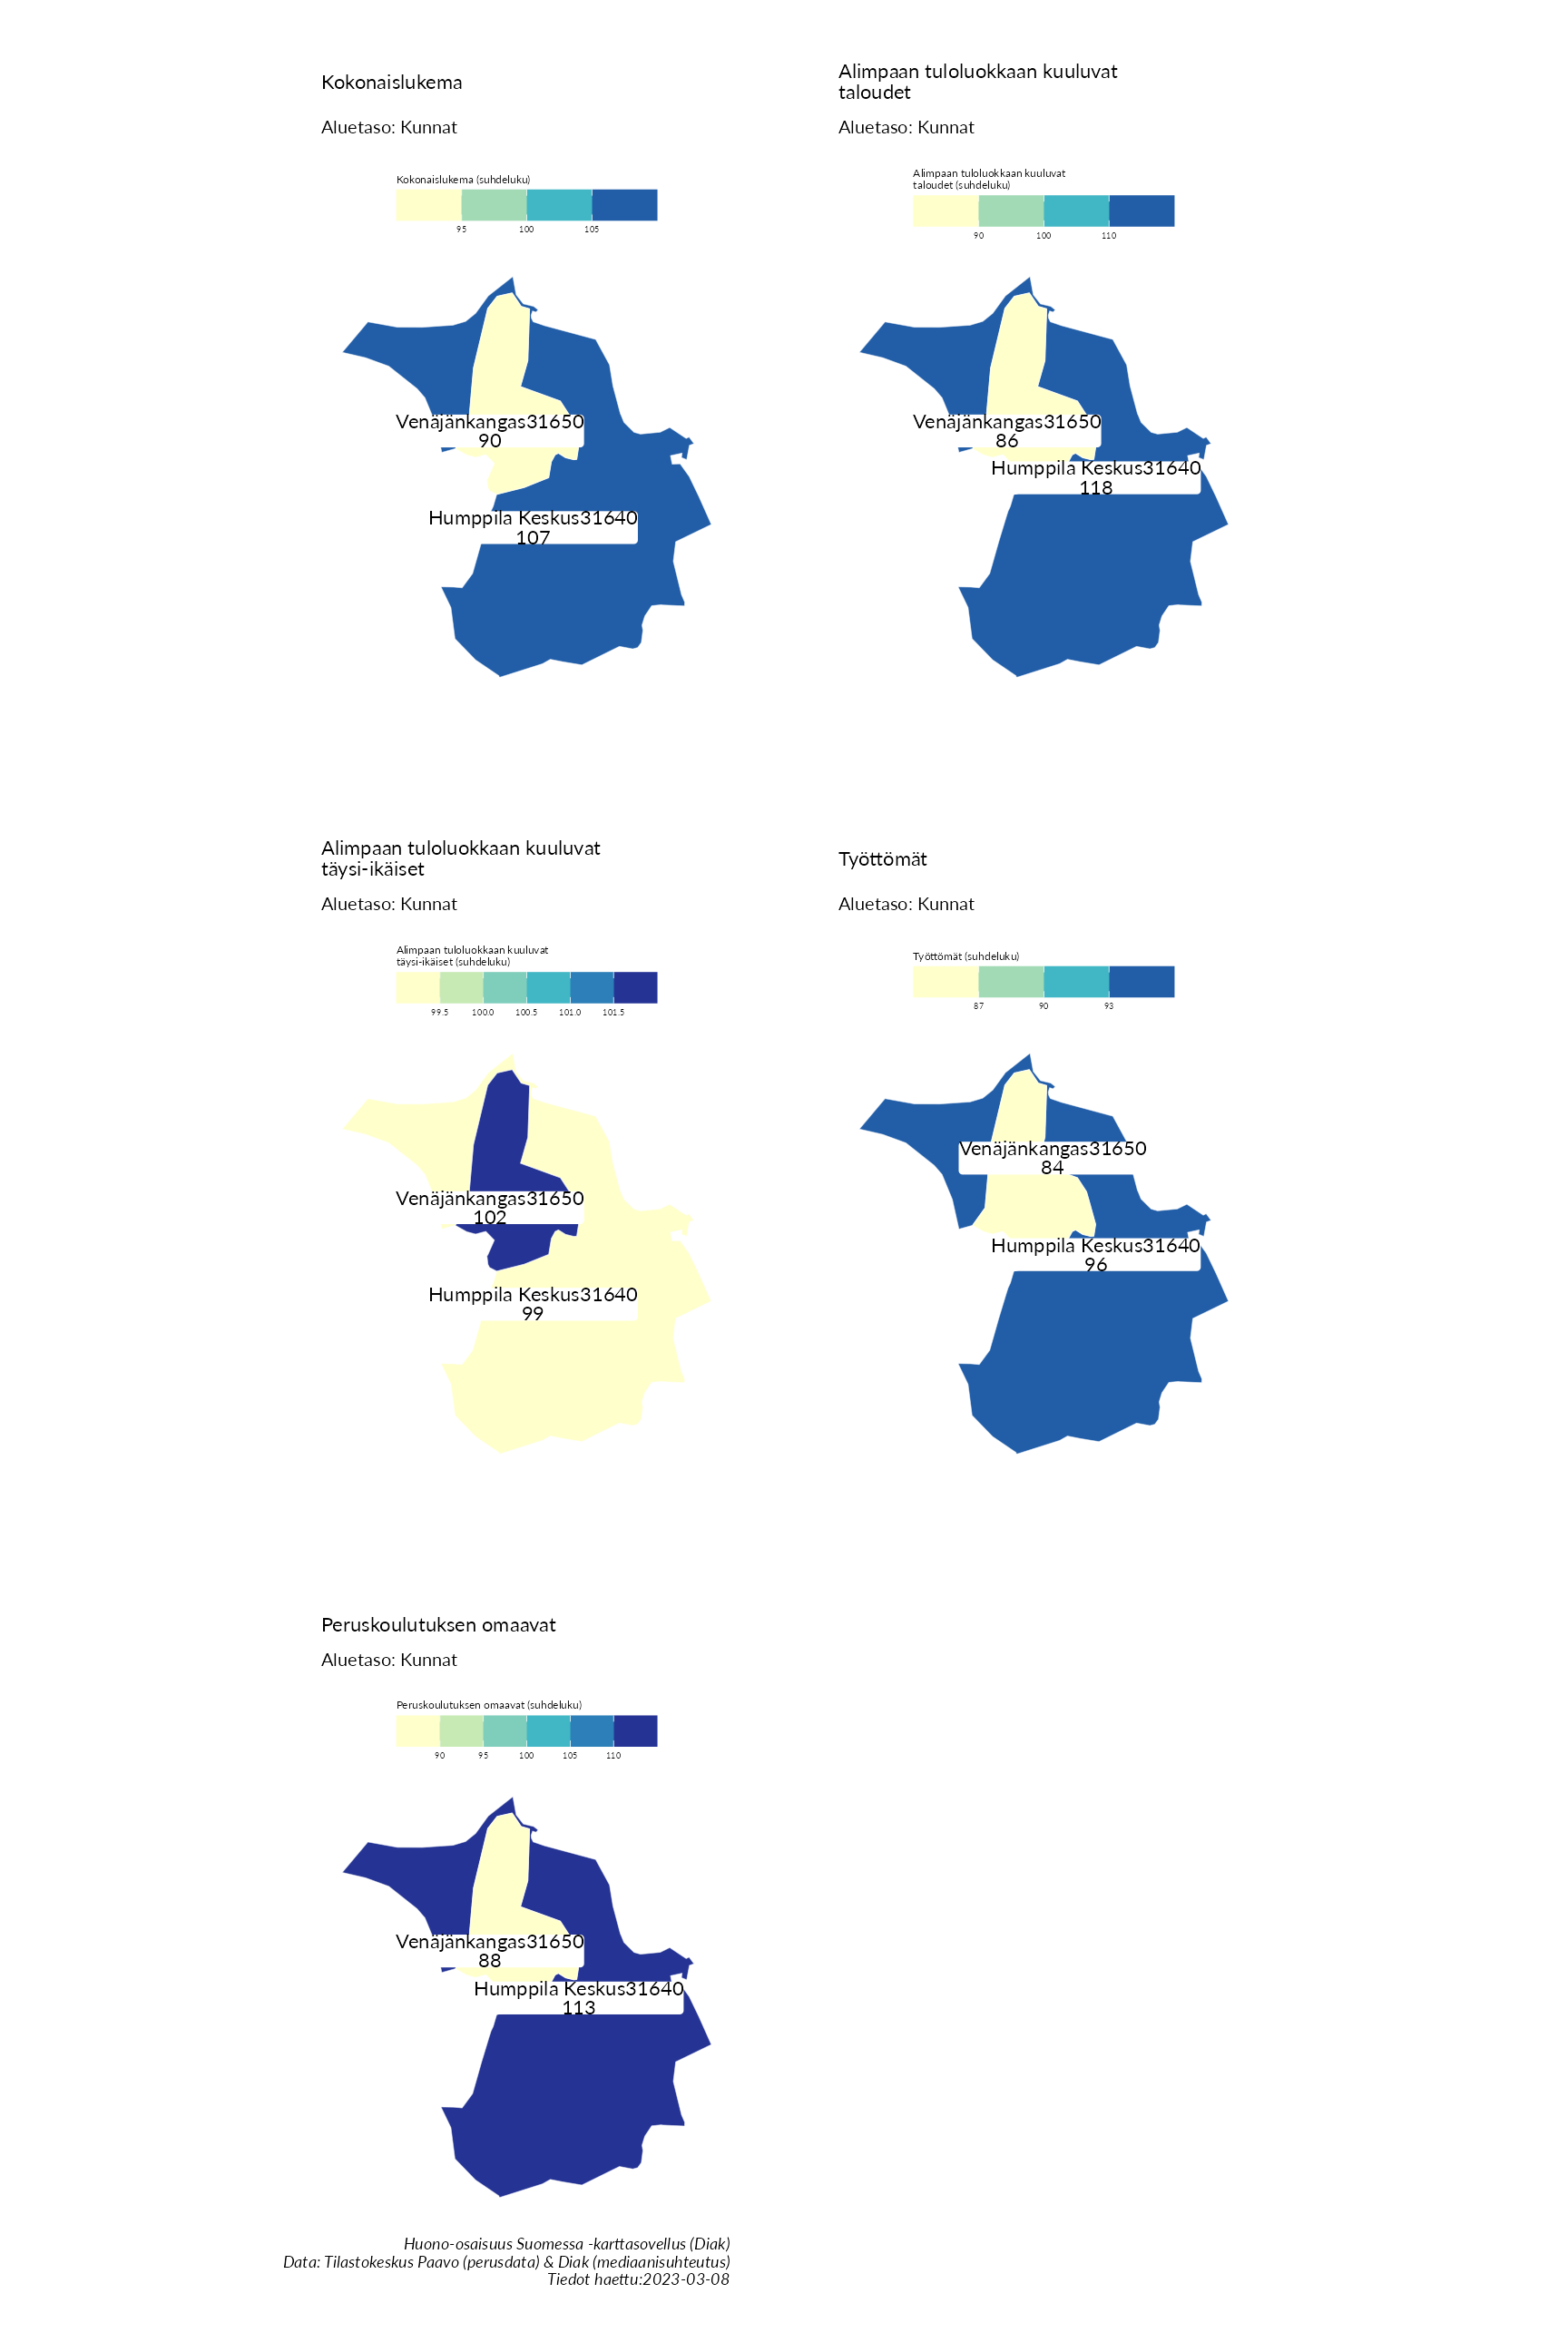 Kokonaislukema
Aluetaso: Kunnat
Kokonaislukema (suhdeluku)
95 100 105
Venäjänkangas31650
90
Humppila Keskus31640
107
Alimpaan tuloluokkaan kuuluvat
taloudet
Aluetaso: Kunnat
Alimpaan tuloluokkaan kuuluvat
taloudet (suhdeluku)
90 100 110
Venäjänkangas31650
86
Humppila Keskus31640
118
Alimpaan tuloluokkaan kuuluvat
täysi-ikäiset
Aluetaso: Kunnat
Alimpaan tuloluokkaan kuuluvat
täysi-ikäiset (suhdeluku)
99.5 100.0 100.5 101.0 101.5
Venäjänkangas31650
102
Humppila Keskus31640
99
Työttömät
Aluetaso: Kunnat
Työttömät (suhdeluku)
87 90 93
Venäjänkangas31650
84
Humppila Keskus31640
96
Peruskoulutuksen omaavat
Aluetaso: Kunnat
Peruskoulutuksen omaavat (suhdeluku)
90 95 100 105 110
Venäjänkangas31650
88
Humppila Keskus31640
113
Huono-osaisuus Suomessa -karttasovellus (Diak)
Data: Tilastokeskus Paavo (perusdata) & Diak (mediaanisuhteutus)
Tiedot haettu:2023-03-08